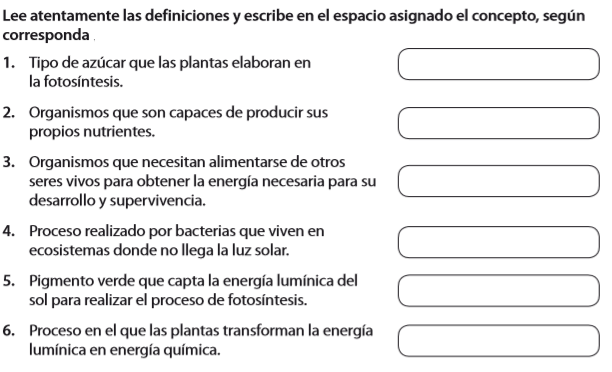 Lee atentamente las definiciones y escribe en el espacio asignado el concepto, según
corresponda.
1. Tipo de azúcar que las plantas elaboran en
la fotosíntesis.
2. Organismos que son capaces de producir sus
propios nutrientes.
3. Organismos que necesitan alimentarse de otros
seres vivos para obtener la energía necesaria para su
desarrollo y supervivencia.
4. Proceso realizado por bacterias que viven en
ecosistemas donde no llega la luz solar.
5. Pigmento verde que capta la energía lumínica del
sol para realizar el proceso de fotosíntesis.
6. Proceso en el que las plantas transforman la energía
lumínica en energía química.